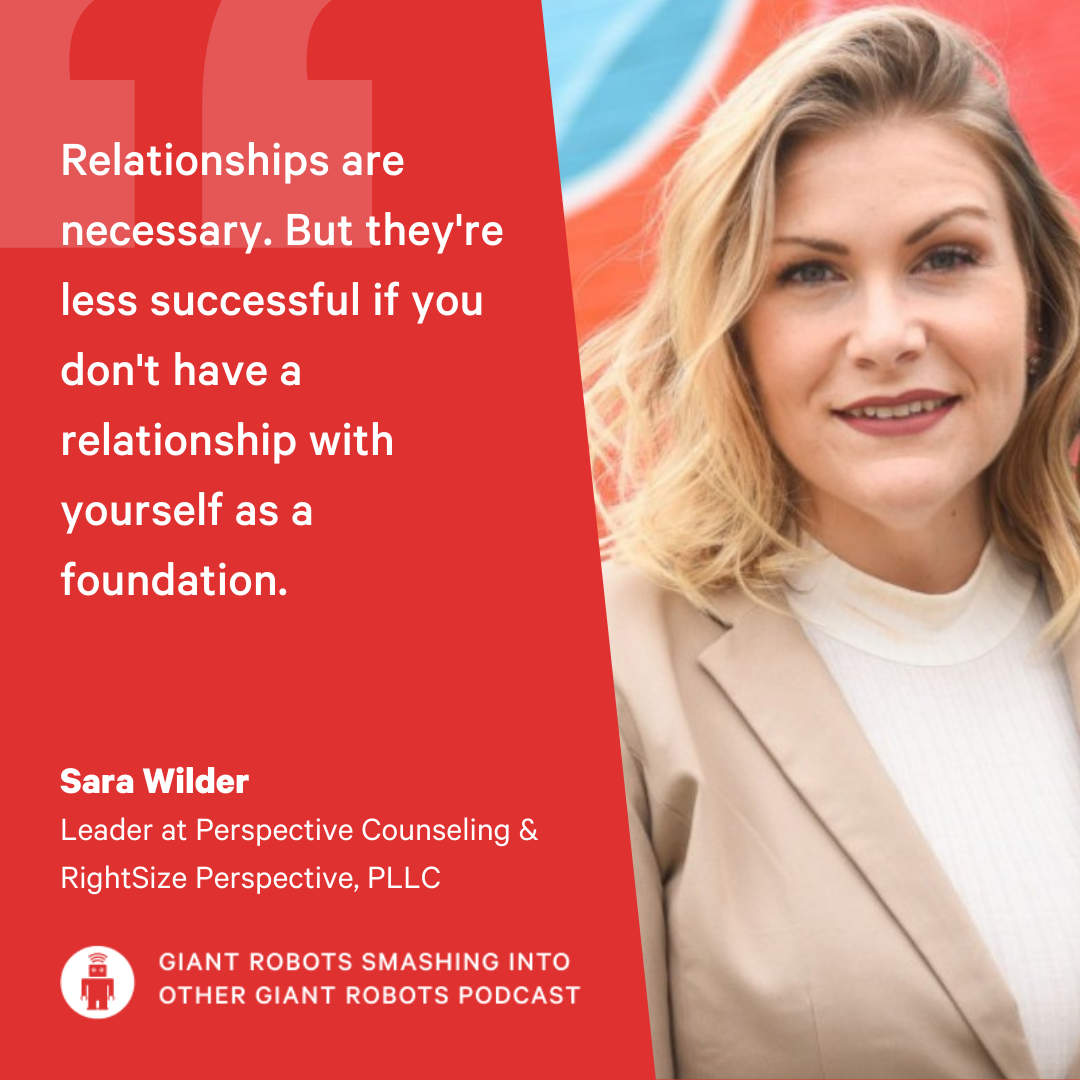 Relationships are
necessary. But they're
less successful if you
don't have a
relationship with
yourself as a
foundation.
Sara Wilder
Leader at Perspective Counseling &
RightSize Perspective, PLLC
GIANT ROBOTS SMASHING INTO
OTHER GIANT ROBOTS PODCAST